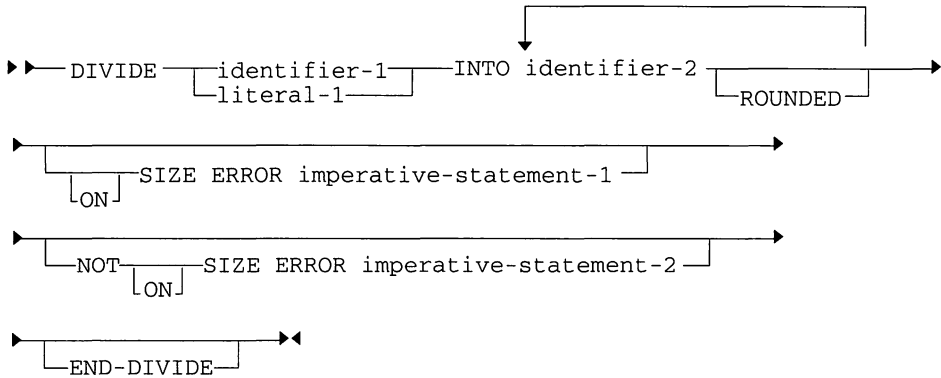 DIVIDE identifier-1 INTO identifier-2
literal-1 ROUNDED
SIZE ERROR imperative-statement-1
ON
NOT SIZE ERROR imperative-statement-2
ON
END-DIVIDE